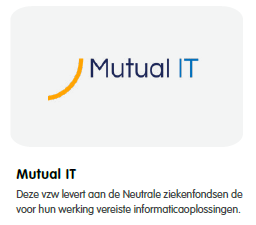 Mutual IT
Mutual IT
Deze vzw levert aan de Neutrale ziekenfondsen de
voor hun werking vereiste informaticaoplossingen.